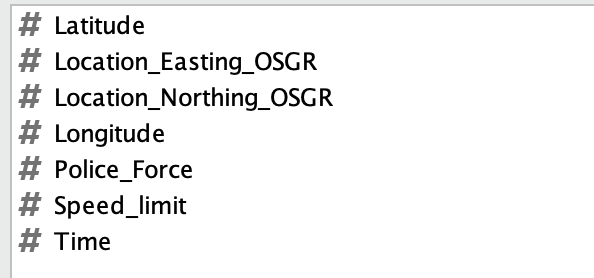 # Latitude
# Location_Easting_OSGR
# Location_Northing_OSGR
# Longitude
# Police_Force
# Speed_limit
# Time